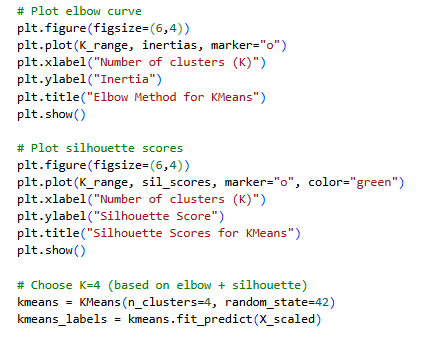 # Plot elbow curve
plt.figure(figsize=(6,4))
plt.plot(K_range, inertias, marker="o")
plt.xlabel("Number of clusters (K)")
plt.ylabel("Inertia")
plt.title("Elbow Method for KMeans")
plt.show()

# Plot silhouette scores
plt.figure(figsize=(6,4))
plt.plot(K_range, sil_scores, marker="o", color="green")
plt.xlabel("Number of clusters (K)")
plt.ylabel("Silhouette Score")
plt.title("Silhouette Scores for KMeans")
plt.show()

# Choose K=4 (based on elbow + silhouette)
kmeans = KMeans(n_clusters=4, random_state=42)
kmeans_labels = kmeans.fit_predict(X_scaled)